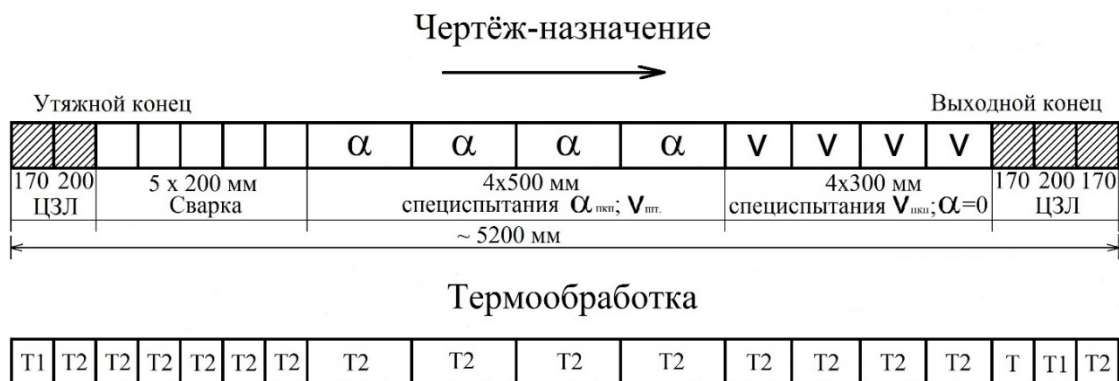 Чертёж-назначение
Утяжной конец Выходной конец
α α α α V V V V
170 200 5 x 200 мм 4x500 мм 4x300 мм 170 200 170
ЦЗЛ Сварка специспытания α пкп; V ппт. специспытания V пкп; α=0 ЦЗЛ
~ 5200 мм
Термообработка
T1 T2 T2 T2 T2 T2 T2 T2 T2 T2 T2 T2 T2 T2 T2 T T1 T2